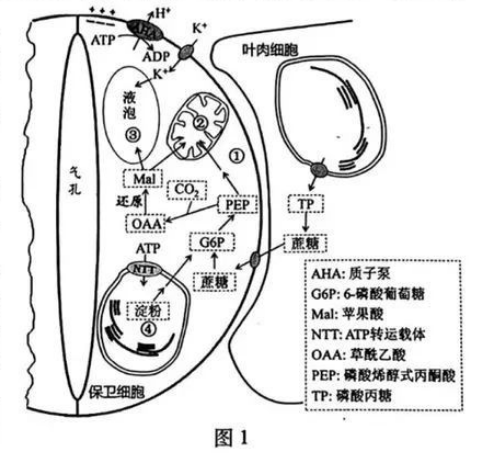 +++
H⁺
AHA
ATP
ADP
K⁺
K⁺
叶肉细胞
液泡
③
②
①
气孔
Mal
CO₂
还原
OAA
PEP
TP
ATP
G6P
蔗糖
NTT
蔗糖
淀粉
④
保卫细胞
AHA: 质子泵
G6P: 6-磷酸葡萄糖
Mal: 苹果酸
NTT: ATP转运载体
OAA: 草酰乙酸
PEP: 磷酸烯醇式丙酮酸
TP: 磷酸丙糖
图 1